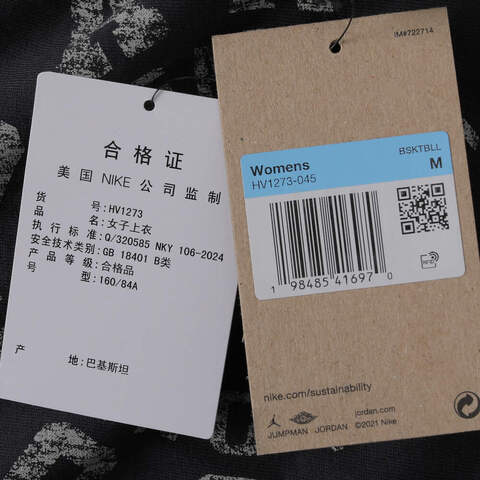 合格证
美国 NIKE 公司监制
货 号:HV1273
品 名:女子上衣
执行标准:Q/320585 NKY 106-2024
安全技术类别:GB 18401 B类
产品等级:合格品
号 型:160/84A
产 地:巴基斯坦
IM#722714
BSKTBLL
Womens M
HV1273-045
1 98485 41697 0
RFID
nike.com/sustainability
JUMPMAN JORDAN
jordan.com
©2021 Nike